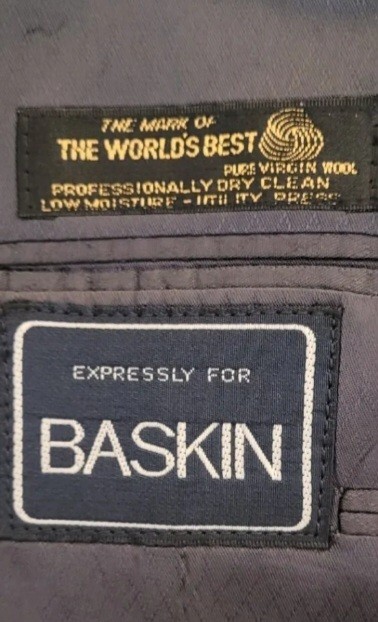 THE MARK OF
THE WORLD'S BEST
PURE VIRGIN WOOL
PROFESSIONALLY DRY CLEAN
LOW MOISTURE - UTILITY PRESS
EXPRESSLY FOR
BASKIN